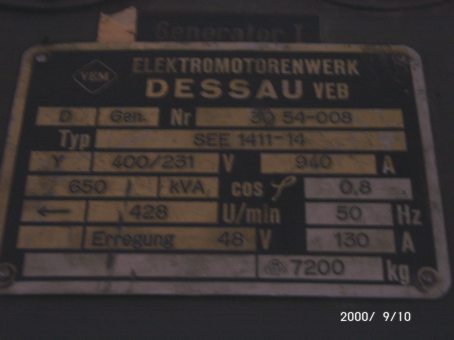 Generator I
VEM
ELEKTROMOTORENWERK
DESSAU VEB
D Gen. Nr 30 54-008
Typ SEE 1411-14
Y 400/231 V 940 A
650 kVA cos φ 0,8
← 428 U/min 50 Hz
Erregung 48 V 130 A
7200 kg
2000/ 9/10